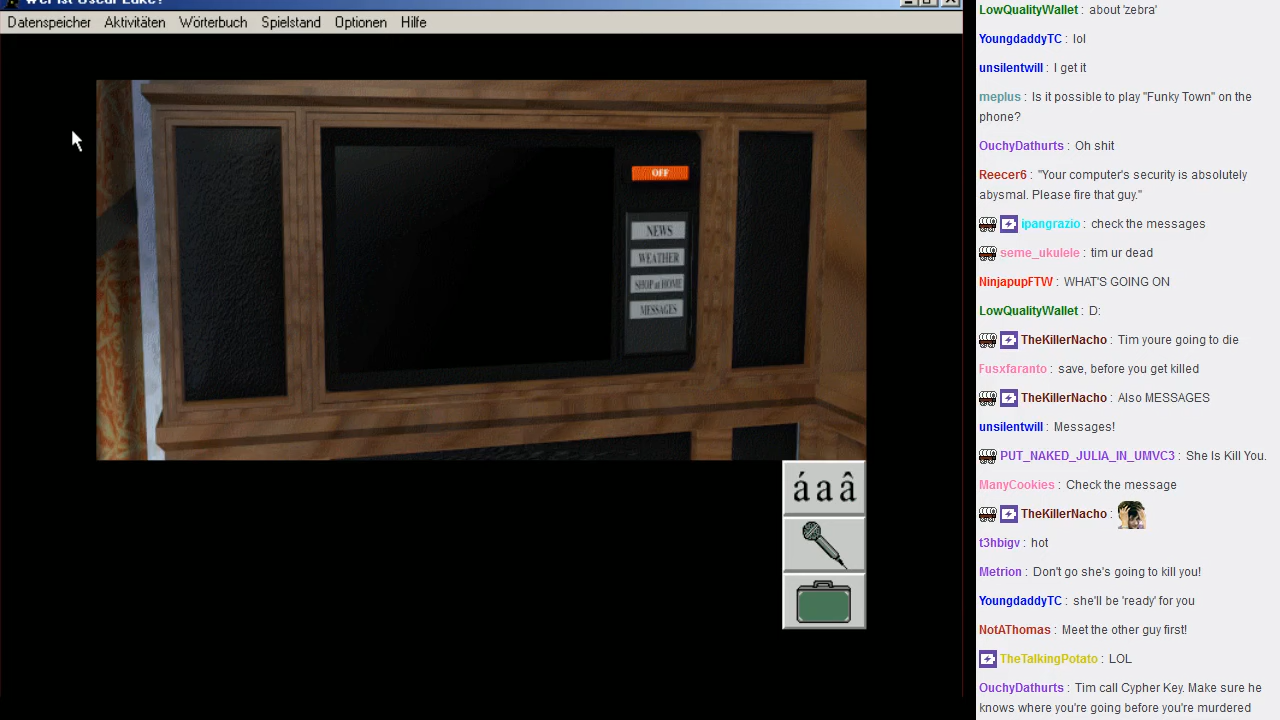 Wer ist Oscar Lake?
Datenspeicher Aktivitäten Wörterbuch Spielstand Optionen Hilfe
OFF
NEWS
WEATHER
SHOP at HOME
MESSAGES
á a â
LowQualityWallet : about 'zebra'
YoungdaddyTC : lol
unsilentwill : I get it
meplus : Is it possible to play "Funky Town" on the
phone?
OuchyDathurts : Oh shit
Reecer6 : "Your computer's security is absolutely
abysmal. Please fire that guy."
ipangrazio : check the messages
seme_ukulele : tim ur dead
NinjapupFTW : WHAT'S GOING ON
LowQualityWallet : D:
TheKillerNacho : Tim youre going to die
Fusxfaranto : save, before you get killed
TheKillerNacho : Also MESSAGES
unsilentwill : Messages!
PUT_NAKED_JULIA_IN_UMVC3 : She Is Kill You.
ManyCookies : Check the message
TheKillerNacho :
t3hbigv : hot
Metrion : Don't go she's going to kill you!
YoungdaddyTC : she'll be 'ready' for you
NotAThomas : Meet the other guy first!
TheTalkingPotato : LOL
OuchyDathurts : Tim call Cypher Key. Make sure he
knows where you're going before you're murdered